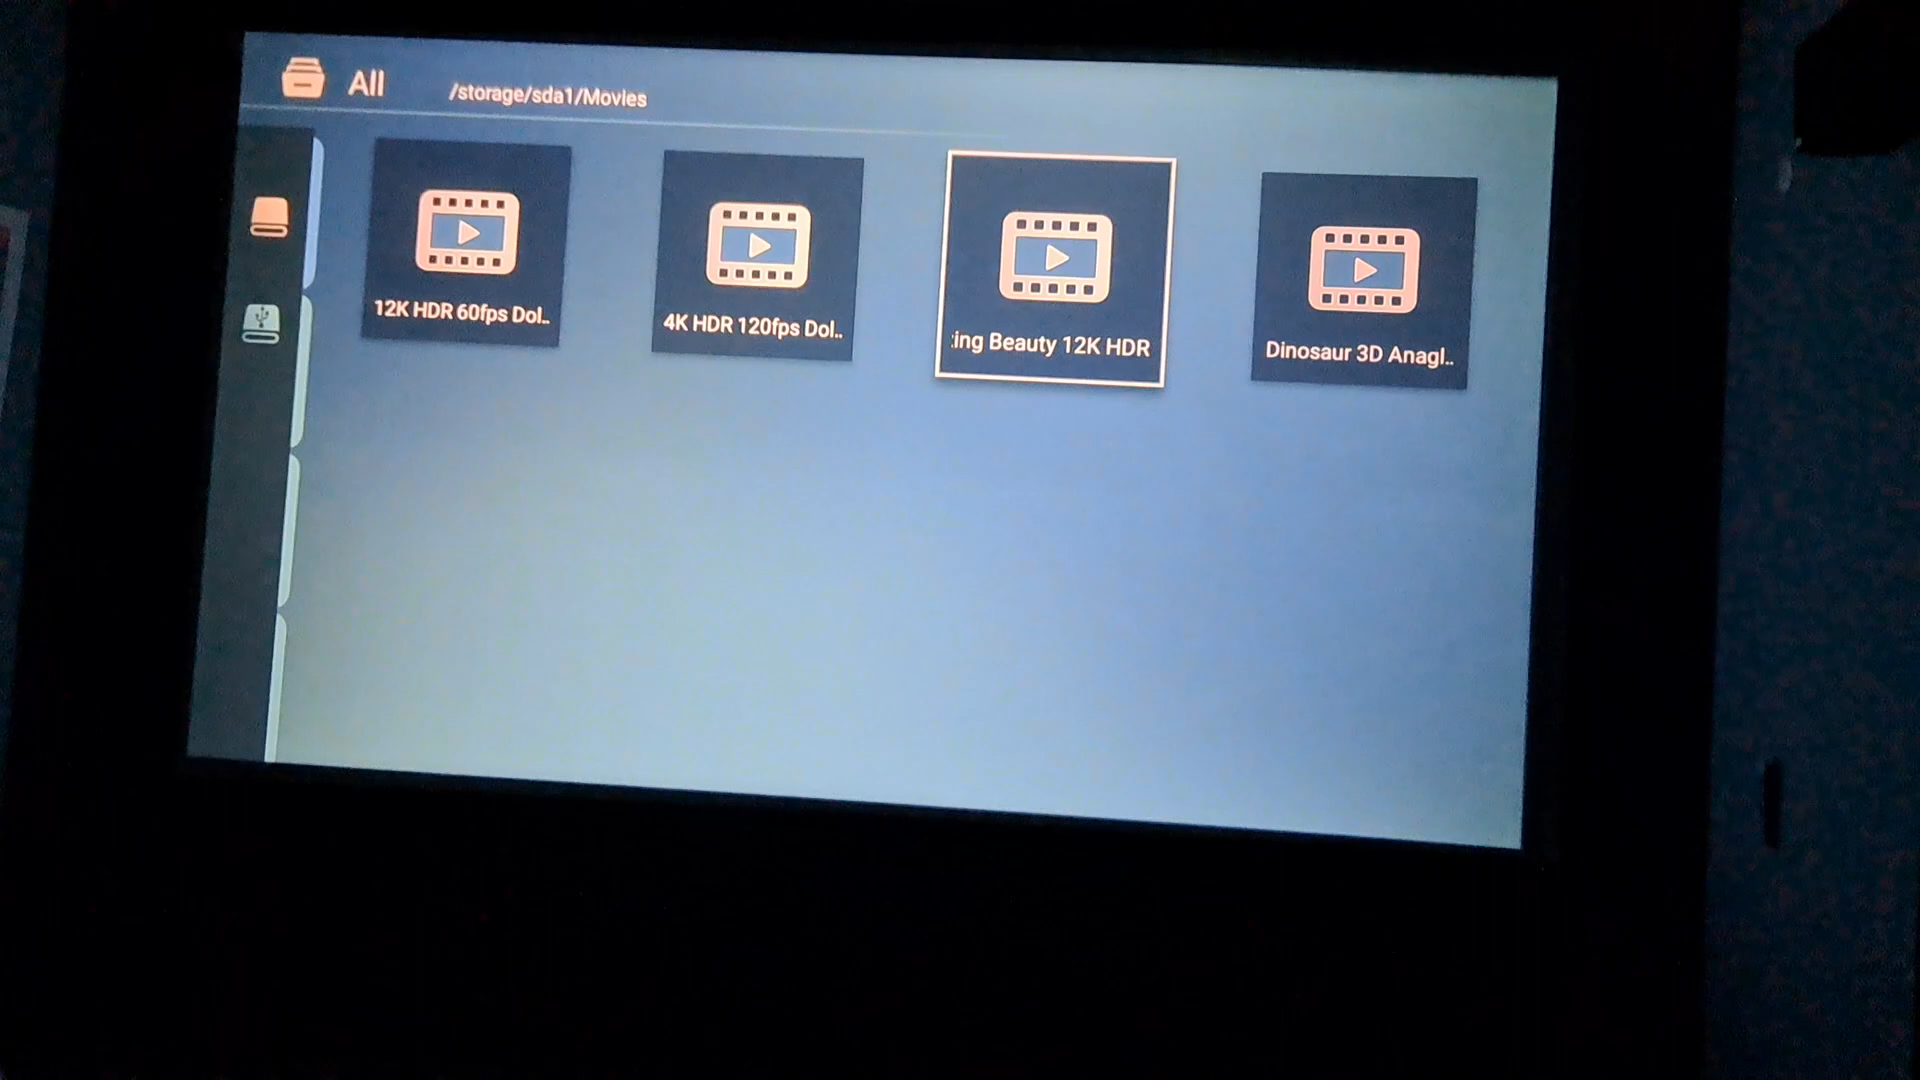 All
/storage/sda1/Movies
12K HDR 60fps Dol..
4K HDR 120fps Dol..
ing Beauty 12K HDR
Dinosaur 3D Anagl..